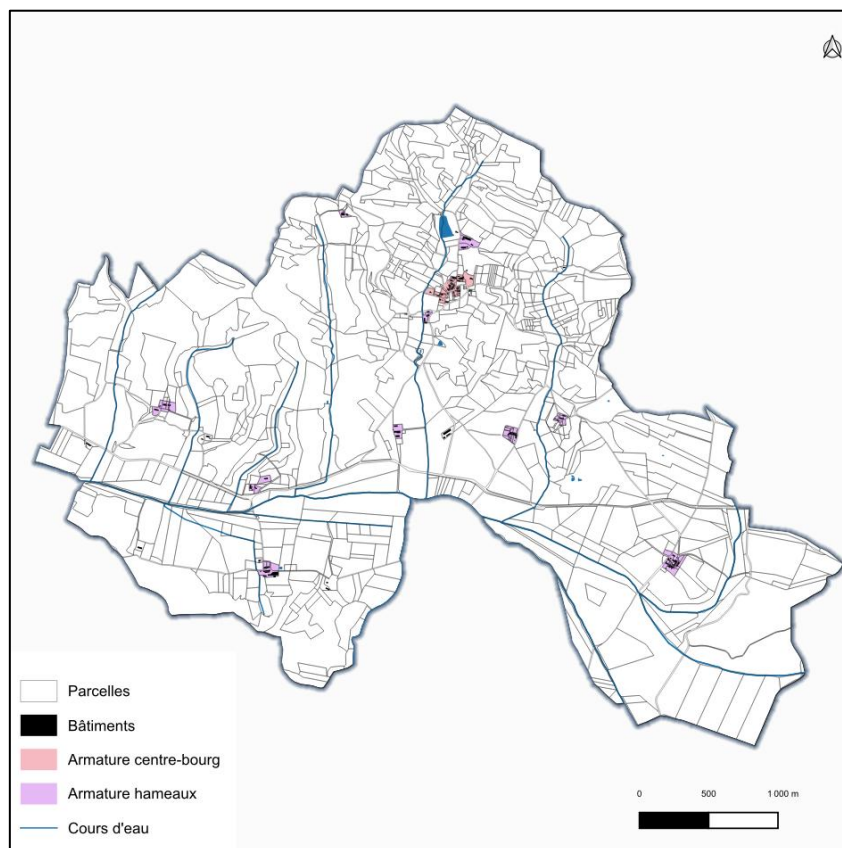 Parcelles
Bâtiments
Armature centre-bourg
Armature hameaux
Cours d'eau
0 500 1 000 m